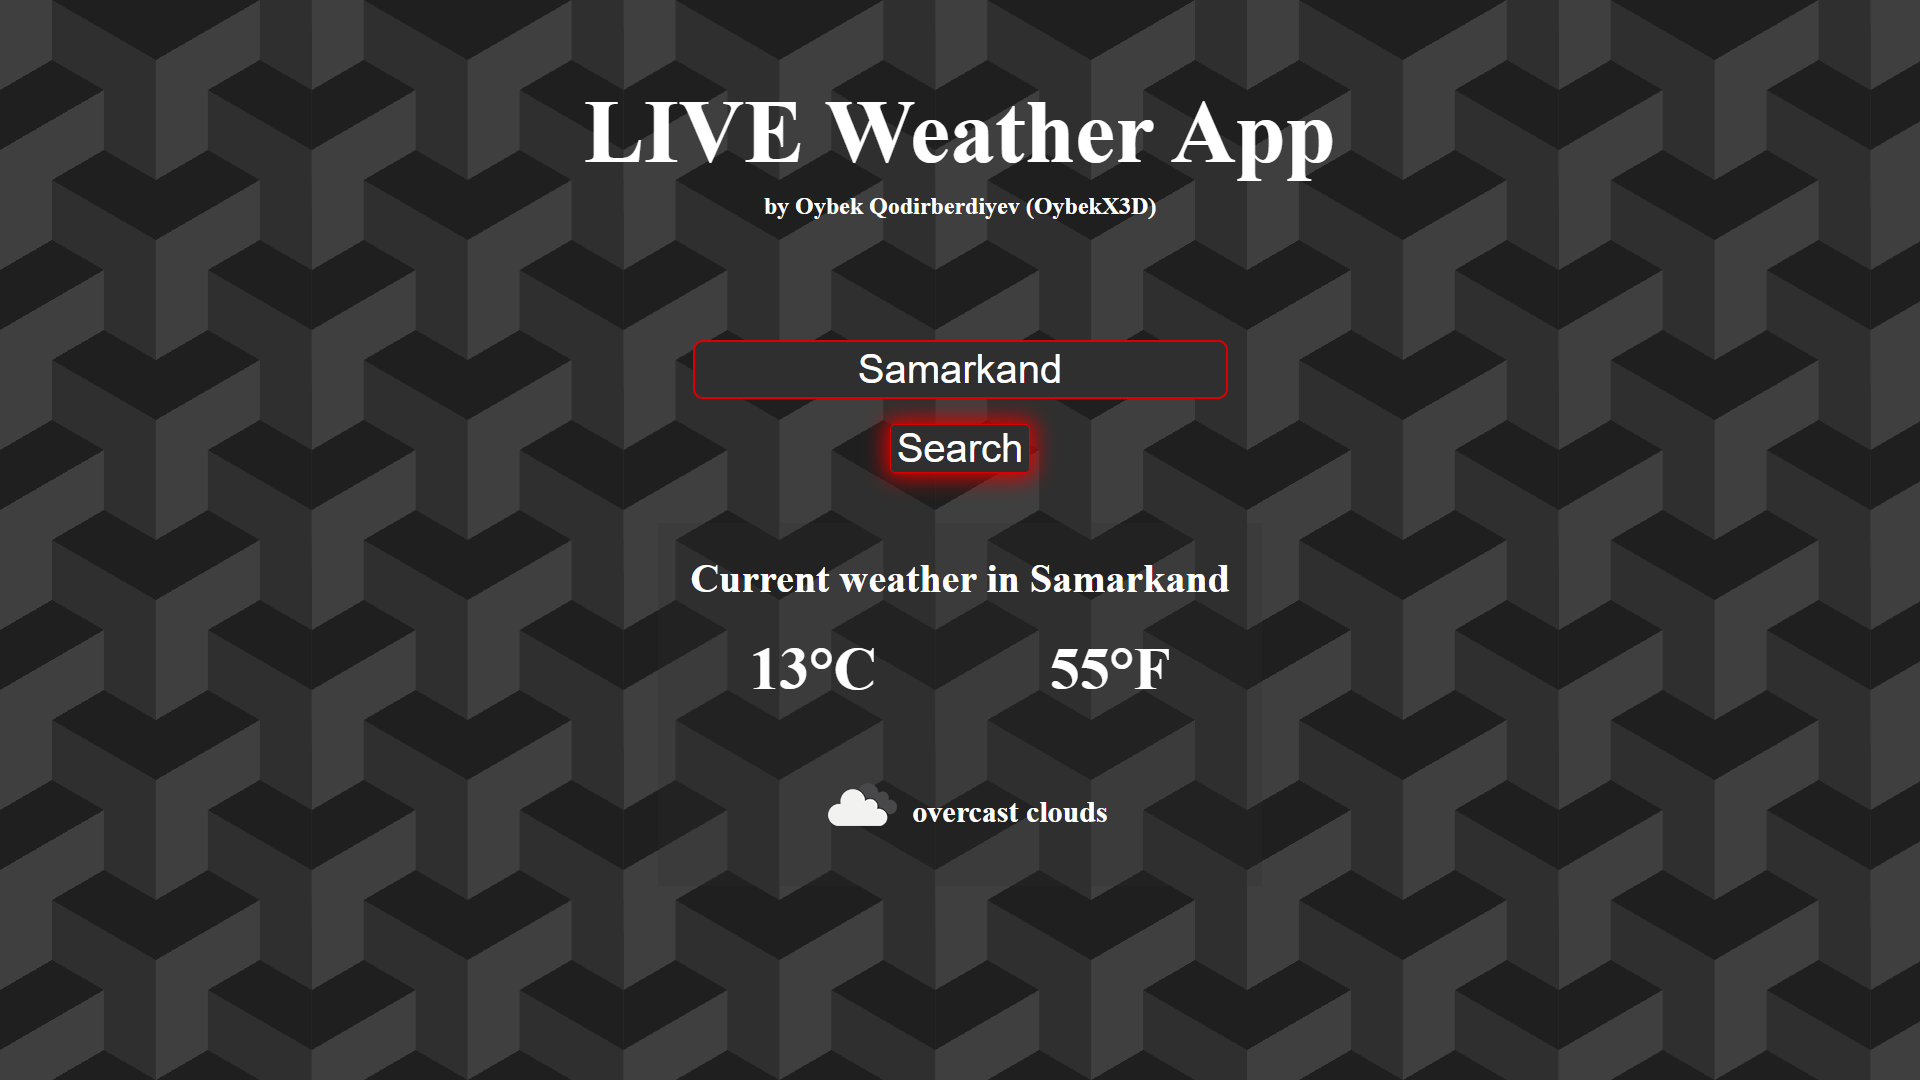 LIVE Weather App
by Oybek Qodirberdiyev (OybekX3D)
Samarkand
Search
Current weather in Samarkand
13°C 55°F
overcast clouds